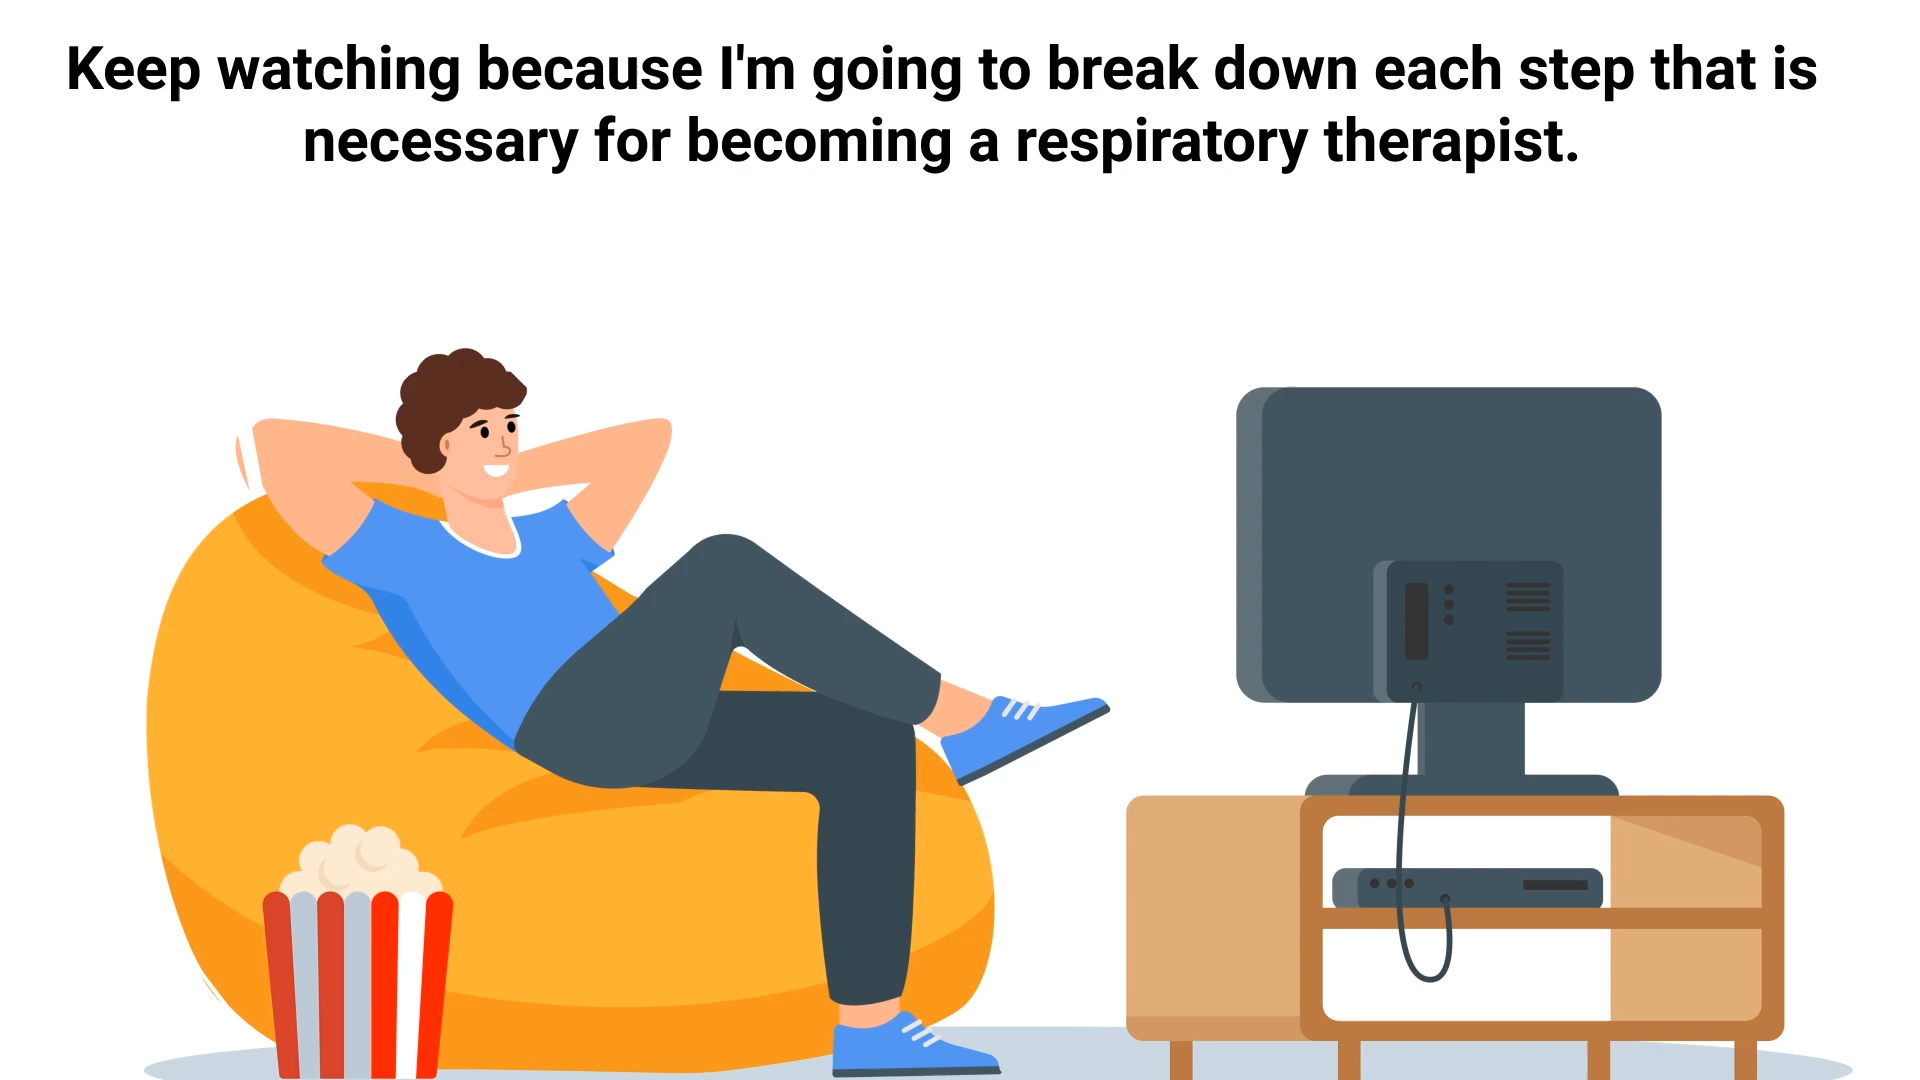 Keep watching because I'm going to break down each step that is
necessary for becoming a respiratory therapist.